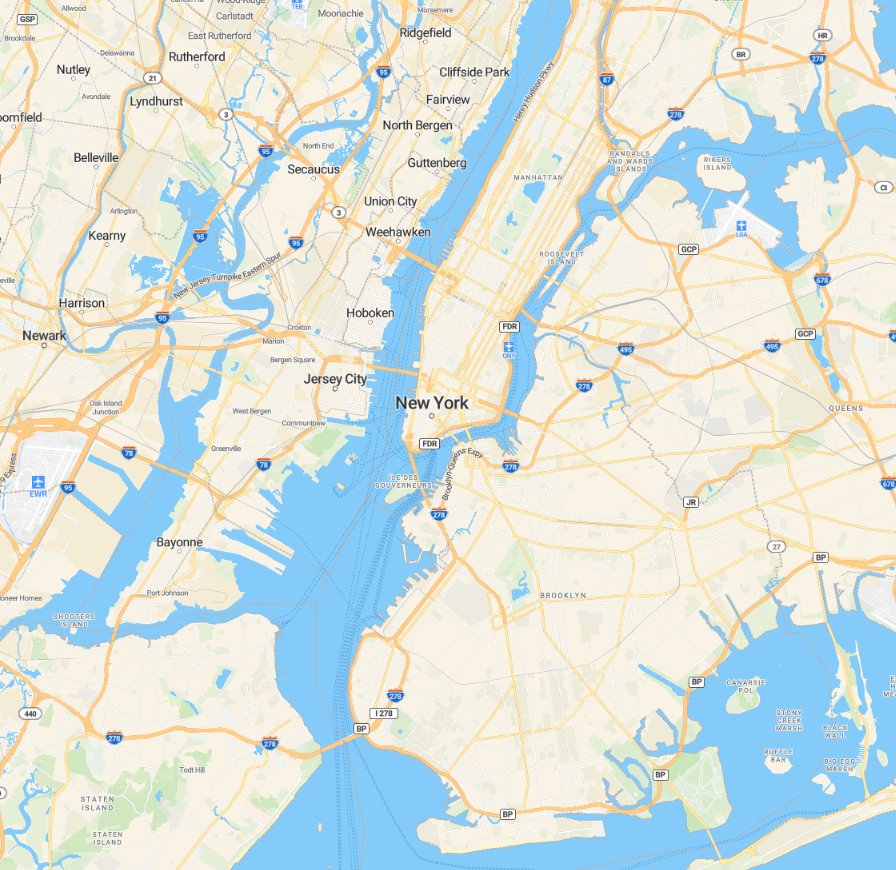 Allwood
Wood-Ridge
Carlstadt
TEB
Moonachie
Morsemere
GSP
Brookdale
East Rutherford
Ridgefield
HR
Delawanna
Rutherford
BR
278
Nutley
21
95
Cliffside Park
87
Henry Hudson Pkwy
Avondale
Lyndhurst
3
Fairview
278
North Bergen
95
North End
Belleville
Secaucus
Guttenberg
RANDALLS
AND WARDS
ISLANDS
RIKERS
ISLAND
MANHATTAN
CI
Arlington
3
Union City
Kearny
95
95
Weehawken
LGA
GCP
New Jersey Turnpike Eastern Spur
ROOSEVELT
ISLAND
678
Harrison
95
Hoboken
Croxton
FDR
GCP
Newark
Marion
QNY
495
495
Bergen Square
Jersey City
278
Oak Island
Junction
West Bergen
New York
QUEENS
Communipaw
FDR
78
Greenville
78
Brooklyn-Queens Expy
278
EWR
95
ÎLE DES
GOUVERNEURS
678
JR
278
Bayonne
27
BP
Port Johnson
BROOKLYN
Pioneer Homes
SHOOTERS
ISLAND
278
BP
CANARSIE
POL
440
I 278
STONY
CREEK
MARSH
BP
BLACK
WALL
278
278
RUFFLE
BAR
BIG EGG
MARSH
Todt Hill
BP
STATEN
ISLAND
BP
STATEN
ISLAND